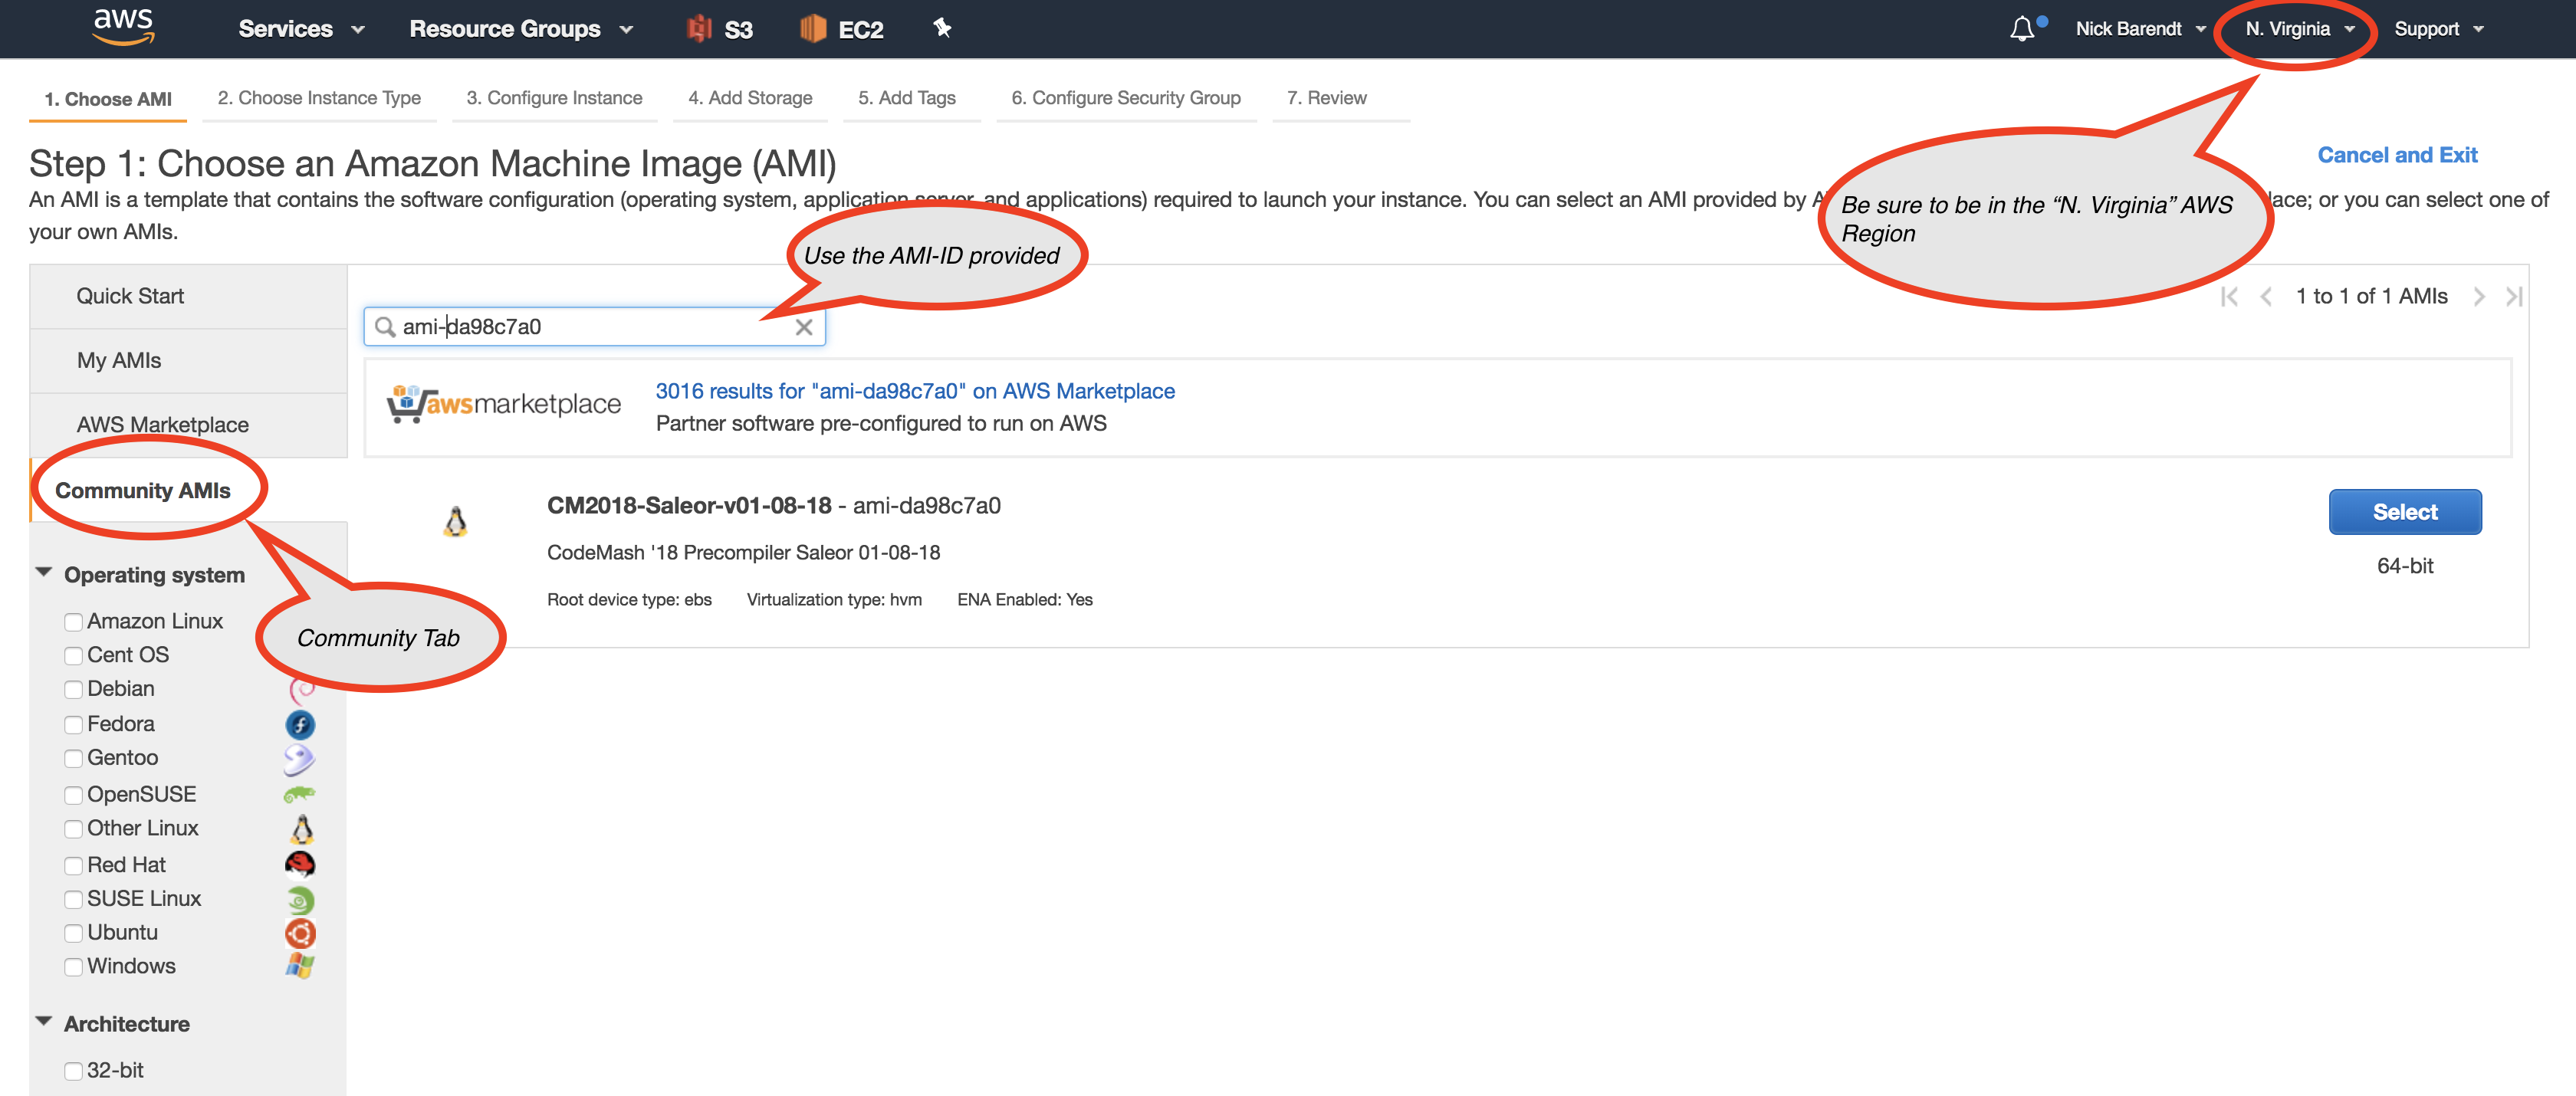 aws Services Resource Groups S3 EC2 Nick Barendt N. Virginia Support
1. Choose AMI 2. Choose Instance Type 3. Configure Instance 4. Add Storage 5. Add Tags 6. Configure Security Group 7. Review
Step 1: Choose an Amazon Machine Image (AMI)
Cancel and Exit
An AMI is a template that contains the software configuration (operating system, application server, and applications) required to launch your instance. You can select an AMI provided by
or you can select one of
your own AMIs.
Be sure to be in the “N. Virginia” AWS
Region
Use the AMI-ID provided
Quick Start
My AMIs
AWS Marketplace
Community AMIs
Community Tab
1 to 1 of 1 AMIs
ami-da98c7a0
awsmarketplace
3016 results for "ami-da98c7a0" on AWS Marketplace
Partner software pre-configured to run on AWS
CM2018-Saleor-v01-08-18 - ami-da98c7a0
CodeMash '18 Precompiler Saleor 01-08-18
Root device type: ebs Virtualization type: hvm ENA Enabled: Yes
Select
64-bit
Operating system
Amazon Linux
Cent OS
Debian
Fedora
Gentoo
OpenSUSE
Other Linux
Red Hat
SUSE Linux
Ubuntu
Windows
Architecture
32-bit